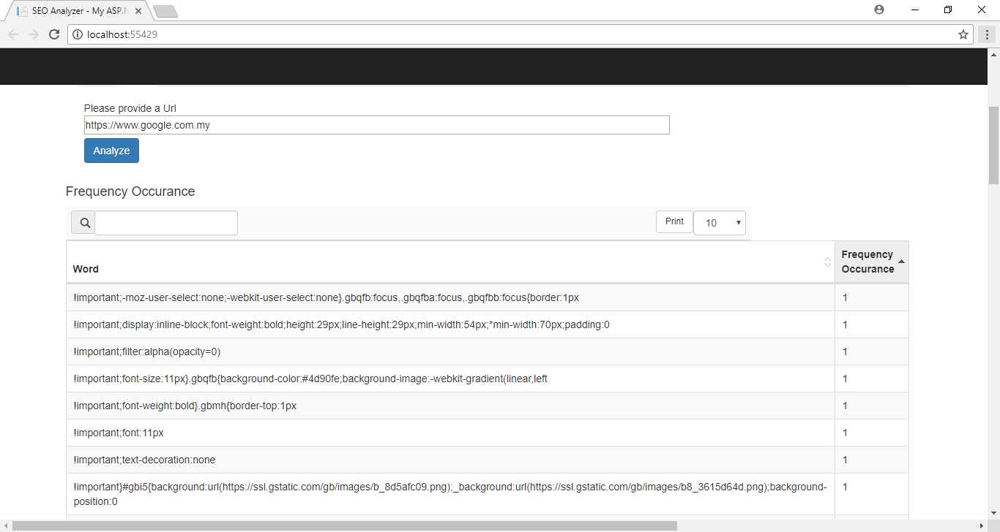 SEO Analyzer - My ASP.N
localhost:55429
Please provide a Url
https://www.google.com.my
Analyze
Frequency Occurance
Print
10
Word
Frequency
Occurance
!important;-moz-user-select:none;-webkit-user-select:none}.gbqfb:focus,.gbqfba:focus,.gbqfbb:focus{border:1px 1
!important;display:inline-block;font-weight:bold;height:29px;line-height:29px;min-width:54px;*min-width:70px;padding:0 1
!important;filter:alpha(opacity=0) 1
!important;font-size:11px}.gbqfb{background-color:#4d90fe;background-image:-webkit-gradient(linear,left 1
!important;font-weight:bold}.gbmh{border-top:1px 1
!important;font:11px 1
!important;text-decoration:none 1
!important}#gbi5{background:url(https://ssl.gstatic.com/gb/images/b_8d5afc09.png);_background:url(https://ssl.gstatic.com/gb/images/b8_3615d64d.png);background- 1
position:0